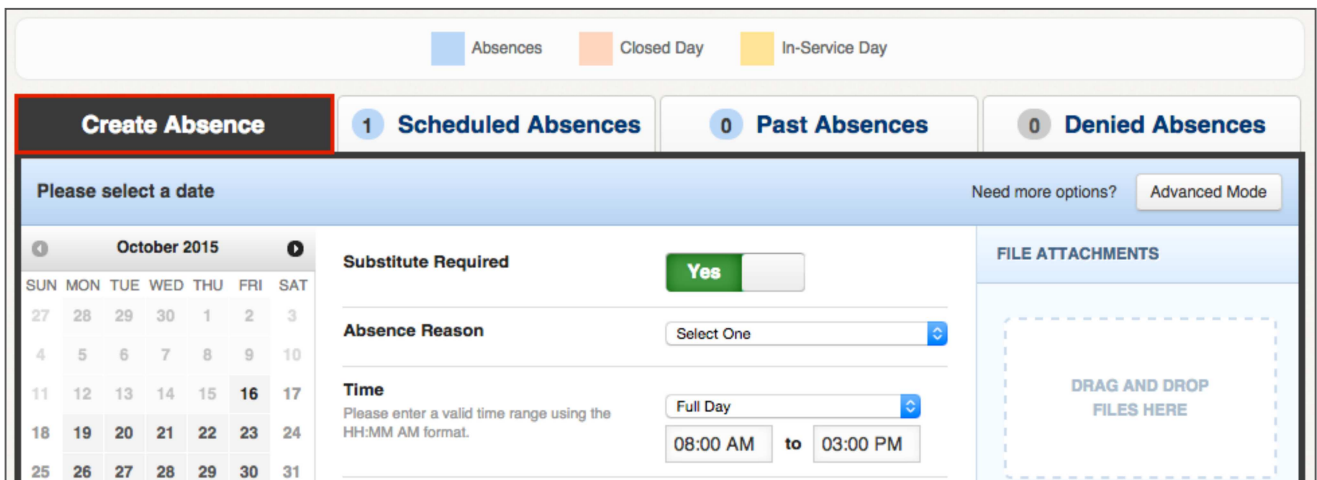 Absences Closed Day In-Service Day
Create Absence 1 Scheduled Absences 0 Past Absences 0 Denied Absences
Please select a date Need more options? Advanced Mode
October 2015
SUN MON TUE WED THU FRI SAT
27 28 29 30 1 2 3
4 5 6 7 8 9 10
11 12 13 14 15 16 17
18 19 20 21 22 23 24
25 26 27 28 29 30 31
Substitute Required Yes
Absence Reason Select One
Time
Please enter a valid time range using the
HH:MM AM format.
Full Day
08:00 AM to 03:00 PM
FILE ATTACHMENTS
DRAG AND DROP
FILES HERE